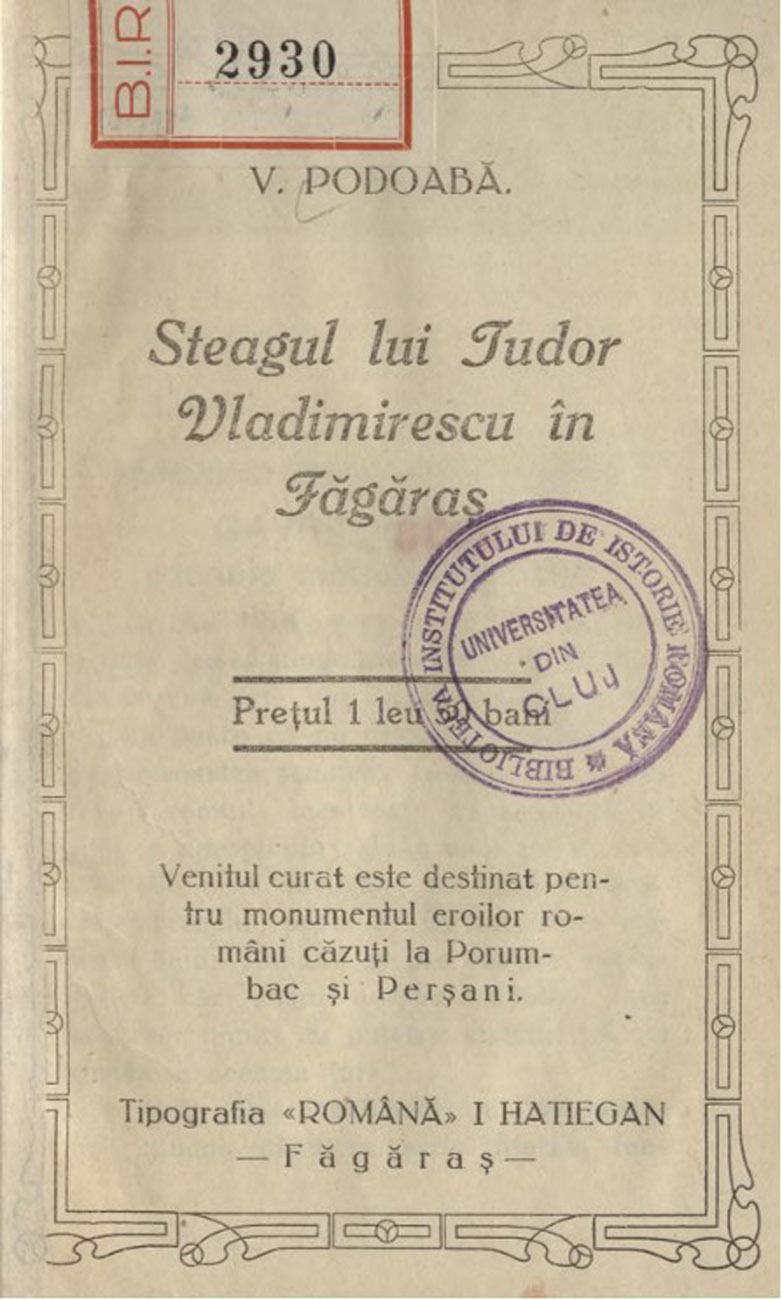 B.I.R
2930
V. PODOABĂ.
Steagul lui Tudor
Vladimirescu în
Făgăraș
BIBLIOTECA INSTITUTULUI DE ISTORIE ROMÂNĂ
UNIVERSITATEA
DIN
CLUJ
Prețul 1 leu bani
Venitul curat este destinat pen-
tru monumentul eroilor ro-
mâni căzuți la Porum-
bac și Perșani.
Tipografia «ROMÂNĂ» I HAȚIEGAN
— Făgăraș —